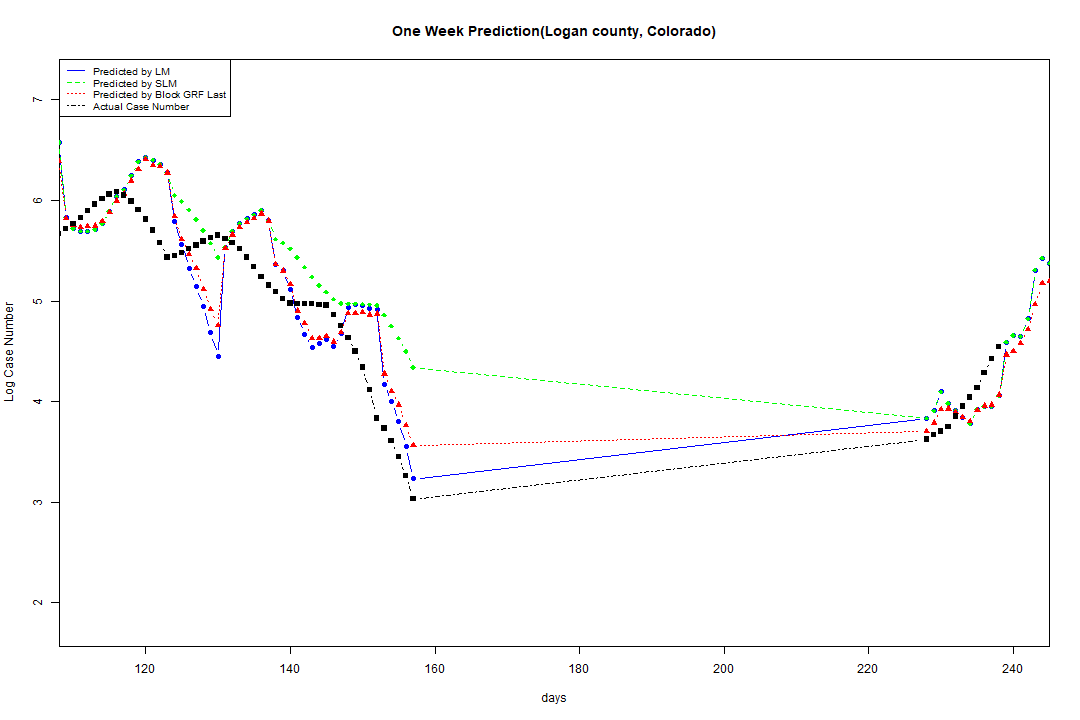 One Week Prediction(Logan county, Colorado)
Predicted by LM
Predicted by SLM
Predicted by Block GRF Last
Actual Case Number
7
6
5
4
3
2
Log Case Number
120 140 160 180 200 220 240
days